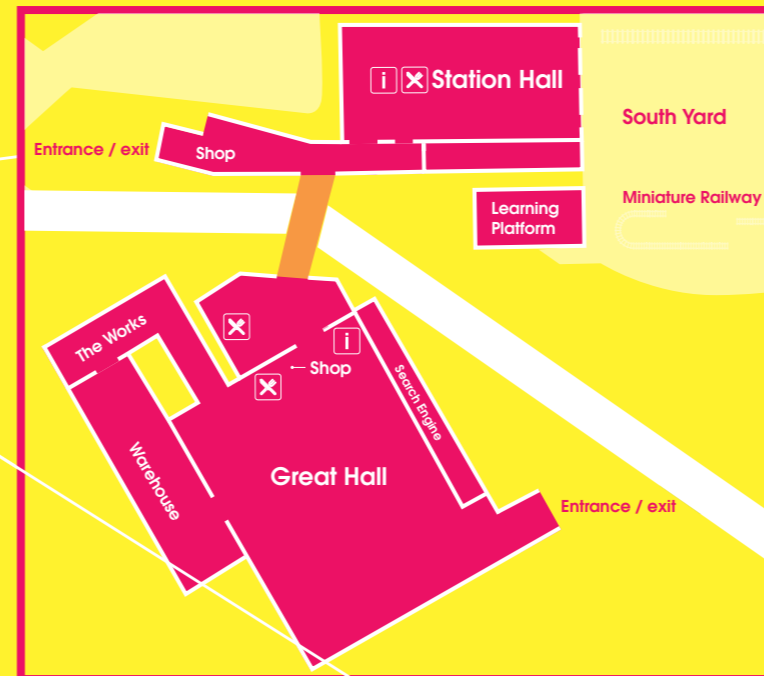 i Station Hall
South Yard
Entrance / exit
Shop
Miniature Railway
Learning
Platform
The Works
i
Shop
Search Engine
Warehouse
Great Hall
Entrance / exit